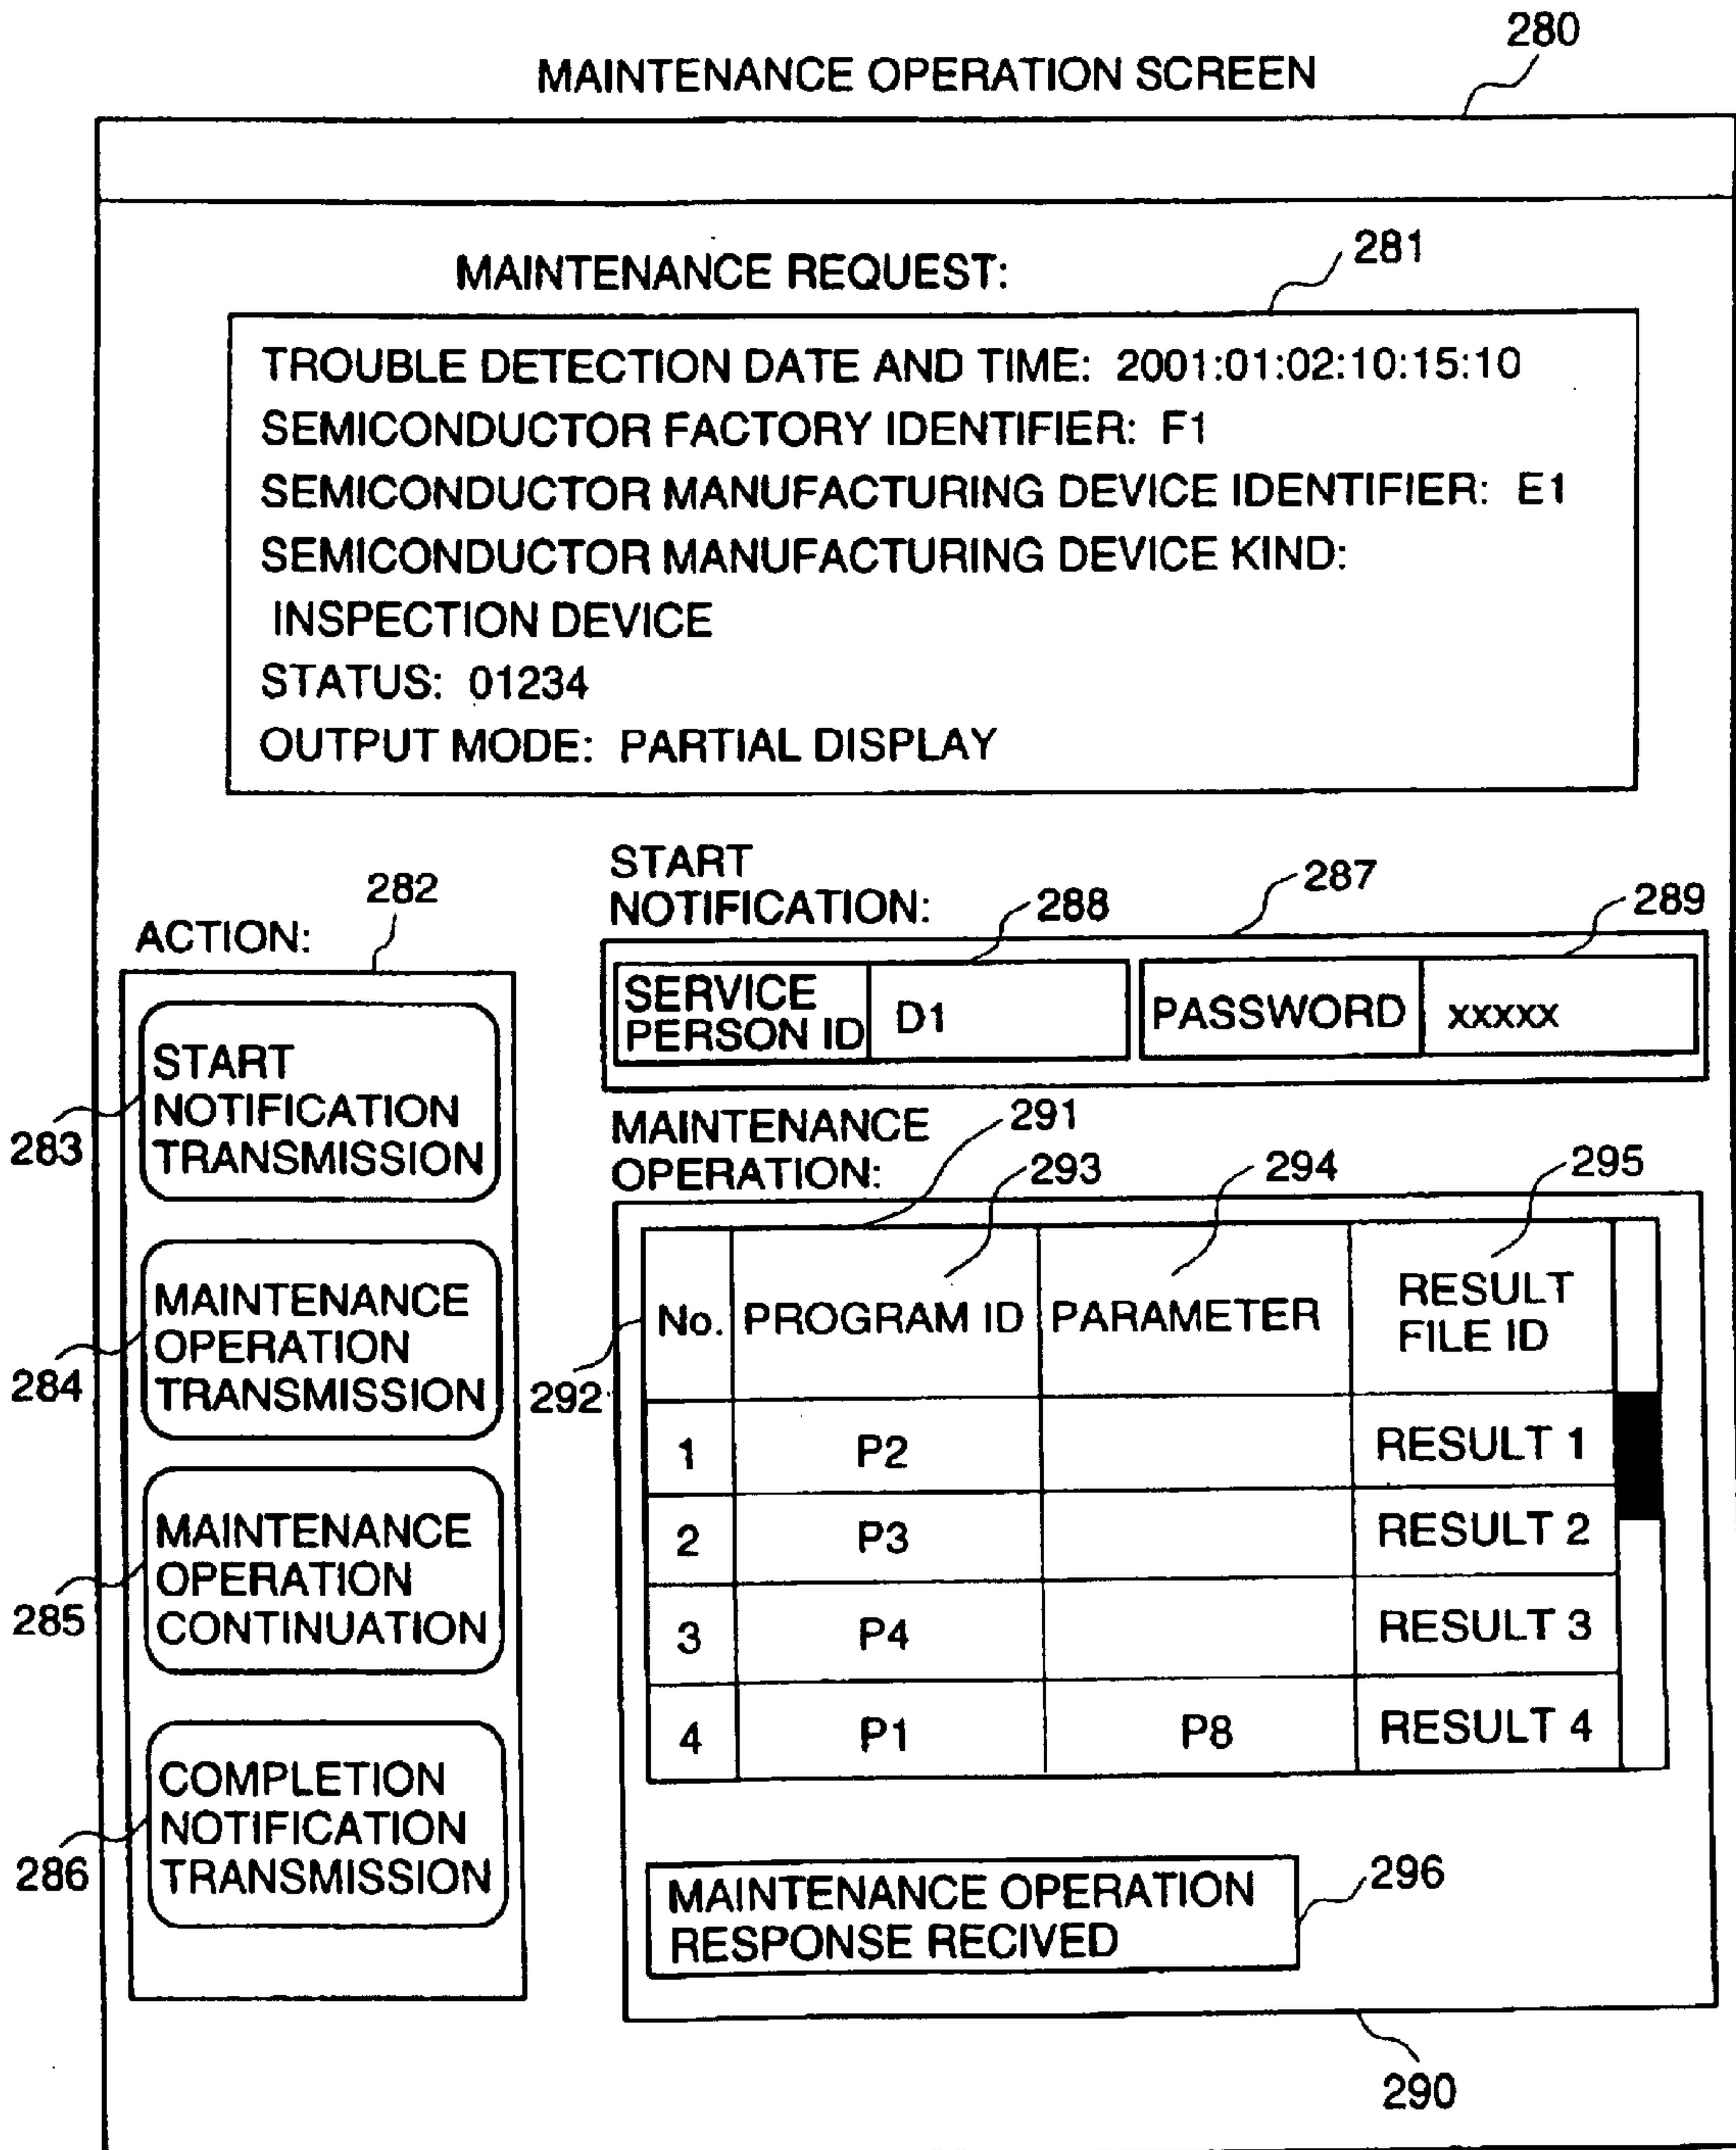 280
MAINTENANCE OPERATION SCREEN
281
MAINTENANCE REQUEST:
TROUBLE DETECTION DATE AND TIME: 2001:01:02:10:15:10
SEMICONDUCTOR FACTORY IDENTIFIER: F1
SEMICONDUCTOR MANUFACTURING DEVICE IDENTIFIER: E1
SEMICONDUCTOR MANUFACTURING DEVICE KIND:
INSPECTION DEVICE
STATUS: 01234
OUTPUT MODE: PARTIAL DISPLAY
282
ACTION:
283
START
NOTIFICATION
TRANSMISSION
284
MAINTENANCE
OPERATION
TRANSMISSION
285
MAINTENANCE
OPERATION
CONTINUATION
286
COMPLETION
NOTIFICATION
TRANSMISSION
START
NOTIFICATION:
288
287
289
SERVICE
PERSON ID
D1
PASSWORD
xxxxx
MAINTENANCE
OPERATION:
291
293
294
295
292
No.
PROGRAM ID
PARAMETER
RESULT
FILE ID
1 P2 RESULT 1
2 P3 RESULT 2
3 P4 RESULT 3
4 P1 P8 RESULT 4
MAINTENANCE OPERATION
RESPONSE RECIVED
296
290